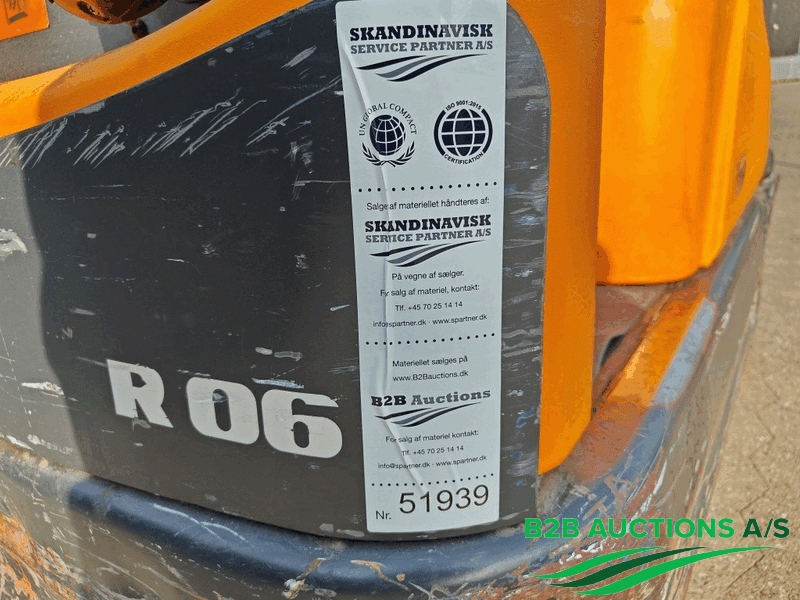 SKANDINAVISK
SERVICE PARTNER A/S
UN GLOBAL COMPACT
ISO 9001:2015
CERTIFICATION
Salg af materiellet håndteres af:
SKANDINAVISK
SERVICE PARTNER A/S
På vegne af sælger.
For salg af materiel, kontakt:
Tlf. +45 70 25 14 14
info@spartner.dk - www.spartner.dk
Materiellet sælges på
www.B2Bauctions.dk
B2B Auctions
For salg af materiel kontakt:
Tlf. +45 70 25 14 14
info@spartner.dk - www.spartner.dk
Nr. 51939
R 06
B2B AUCTIONS A/S